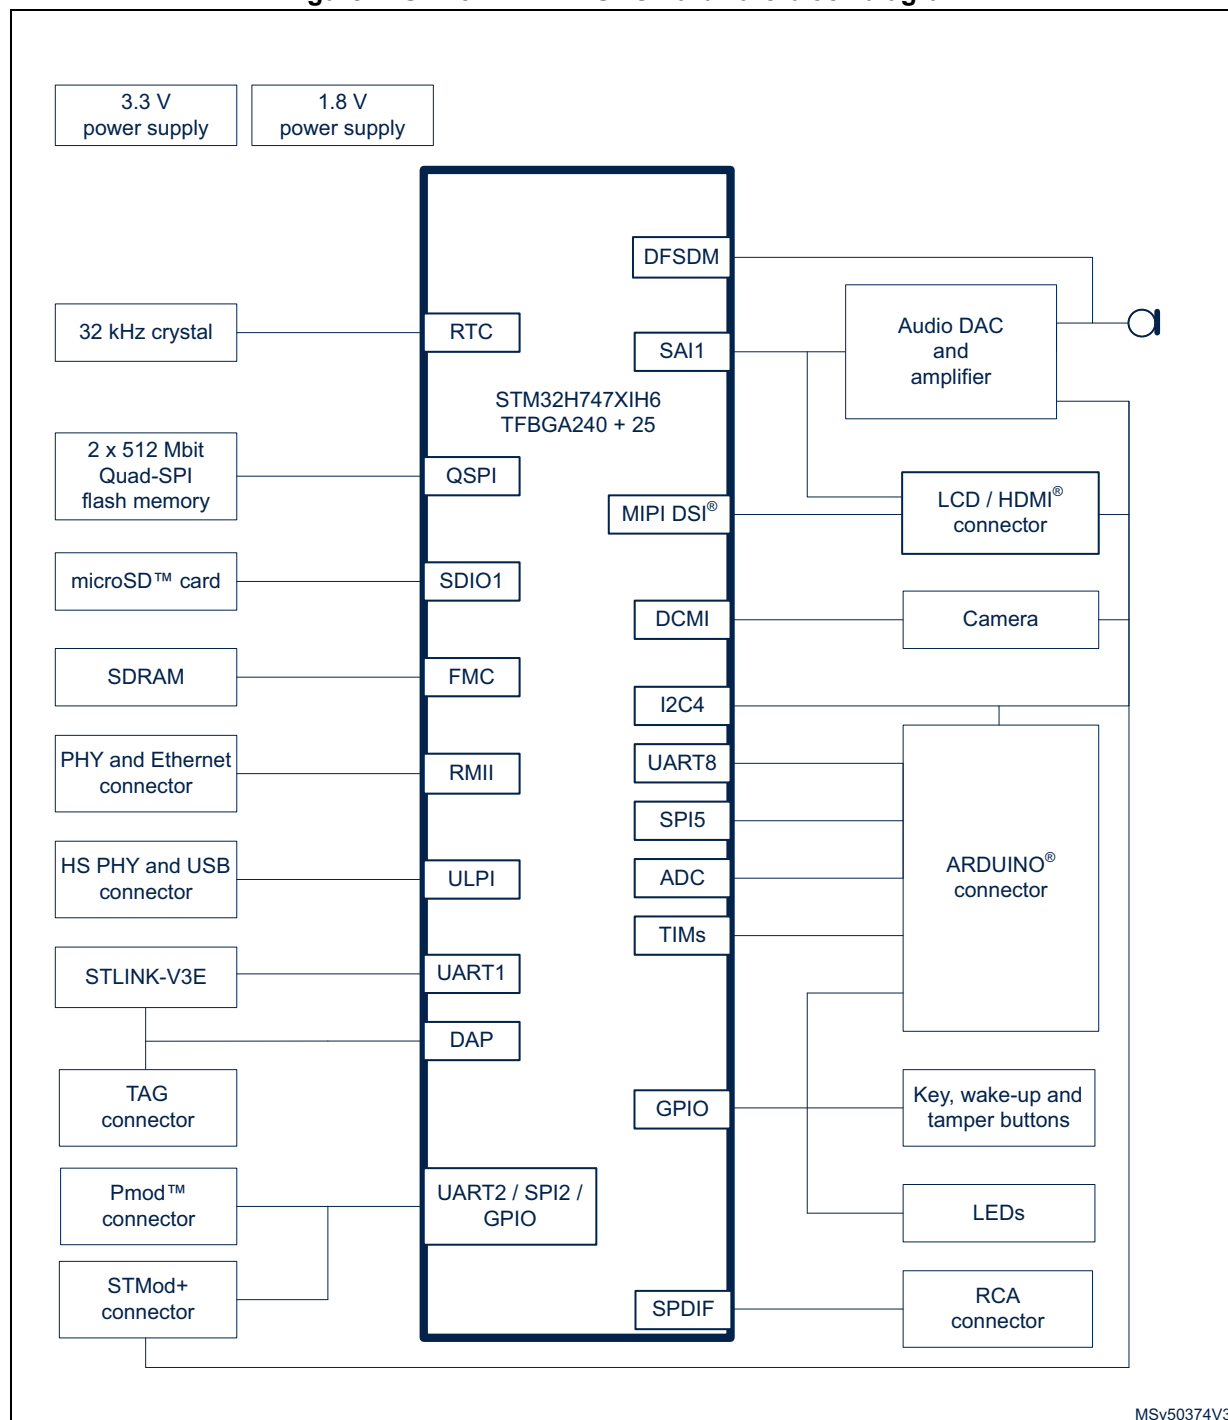 3.3 V
power supply
1.8 V
power supply
DFSDM
32 kHz crystal
RTC
SAI1
Audio DAC
and
amplifier
STM32H747XIH6
TFBGA240 + 25
2 x 512 Mbit
Quad-SPI
flash memory
QSPI
MIPI DSI®
LCD / HDMI®
connector
microSD™ card
SDIO1
DCMI
Camera
SDRAM
FMC
I2C4
PHY and Ethernet
connector
RMII
UART8
SPI5
HS PHY and USB
connector
ULPI
ADC
ARDUINO®
connector
TIMs
STLINK-V3E
UART1
DAP
TAG
connector
GPIO
Key, wake-up and
tamper buttons
Pmod™
connector
UART2 / SPI2 /
GPIO
LEDs
STMod+
connector
SPDIF
RCA
connector
MSv50374V3